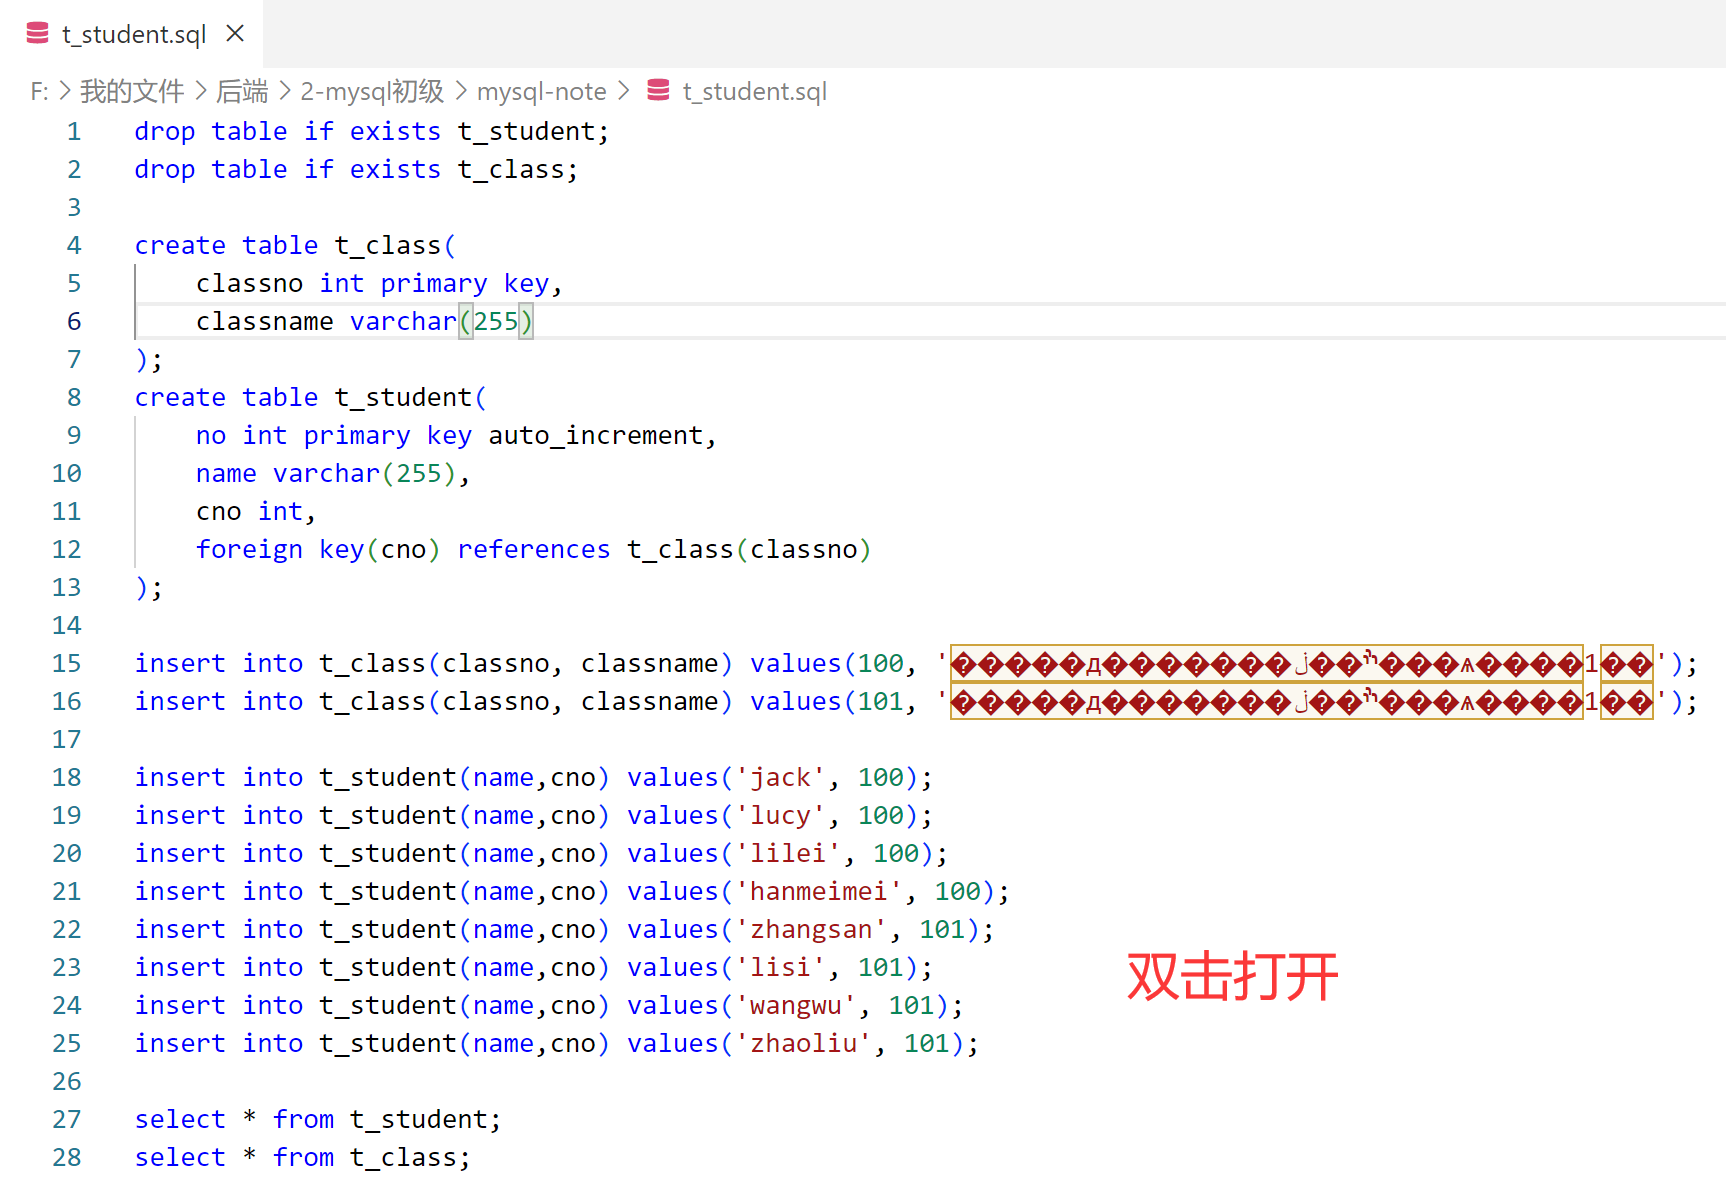 t_student.sql
F: > 我的文件 > 后端 > 2-mysql初级 > mysql-note > t_student.sql
1 drop table if exists t_student;
2 drop table if exists t_class;
3
4 create table t_class(
5     classno int primary key,
6     classname varchar(255)
7 );
8 create table t_student(
9     no int primary key auto_increment,
10     name varchar(255),
11     cno int,
12     foreign key(cno) references t_class(classno)
13 );
14
15 insert into t_class(classno, classname) values(100, '�����д�������ڶ��ׯ���ѧ����1��');
16 insert into t_class(classno, classname) values(101, '�����д�������ڶ��ׯ���ѧ����1��');
17
18 insert into t_student(name,cno) values('jack', 100);
19 insert into t_student(name,cno) values('lucy', 100);
20 insert into t_student(name,cno) values('lilei', 100);
21 insert into t_student(name,cno) values('hanmeimei', 100);
22 insert into t_student(name,cno) values('zhangsan', 101);
23 insert into t_student(name,cno) values('lisi', 101);
24 insert into t_student(name,cno) values('wangwu', 101);
25 insert into t_student(name,cno) values('zhaoliu', 101);
26
27 select * from t_student;
28 select * from t_class;
双击打开